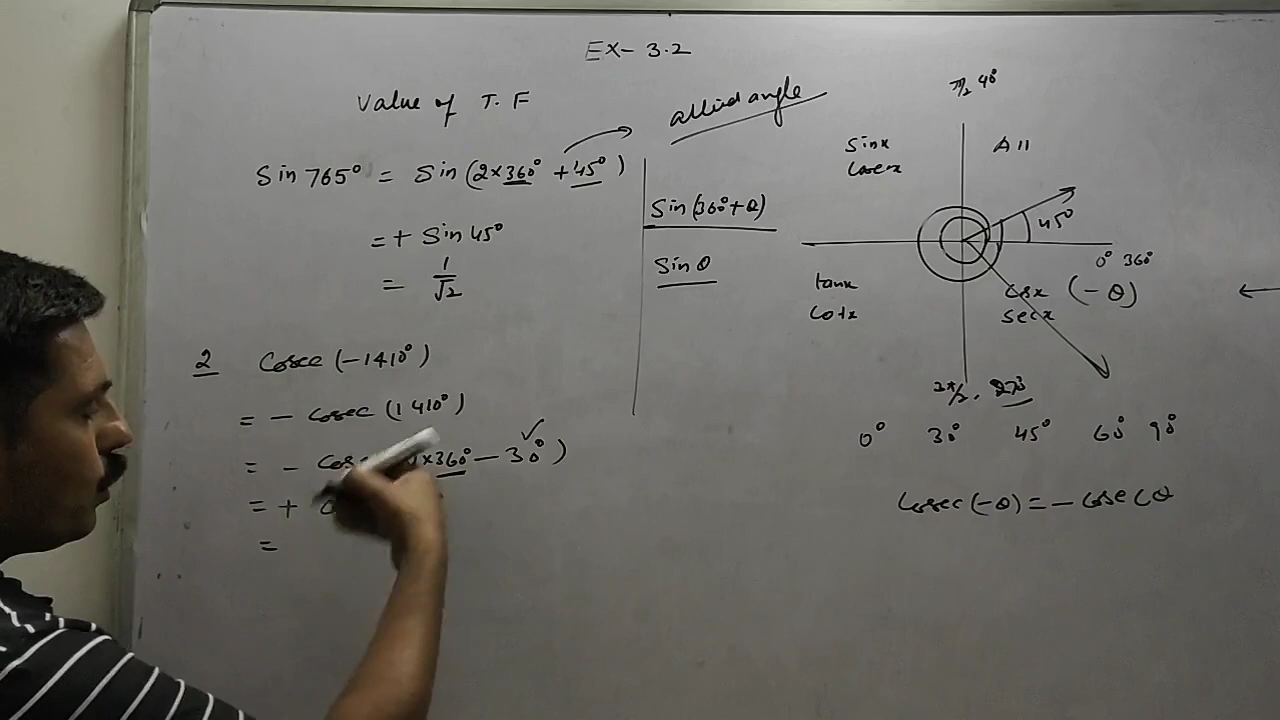 Ex- 3.2
Value of T. F
allied angle
Sin 765° = Sin (2×360° + 45°)
= + Sin 45°
= 1/√2
Sin(360°+θ)
Sin θ
2 Cosec (-1410°)
= - cosec (1410°)
= - cose ×360° - 30°) ✓
= + c
=
π/2 90°
Sinx
Cosecx
All
45°
0° 360°
tanx
Cotx
cosx (-θ)
secx
3π/2, 270°
0° 30° 45° 60° 90°
Cosec(-θ) = - cosec θ